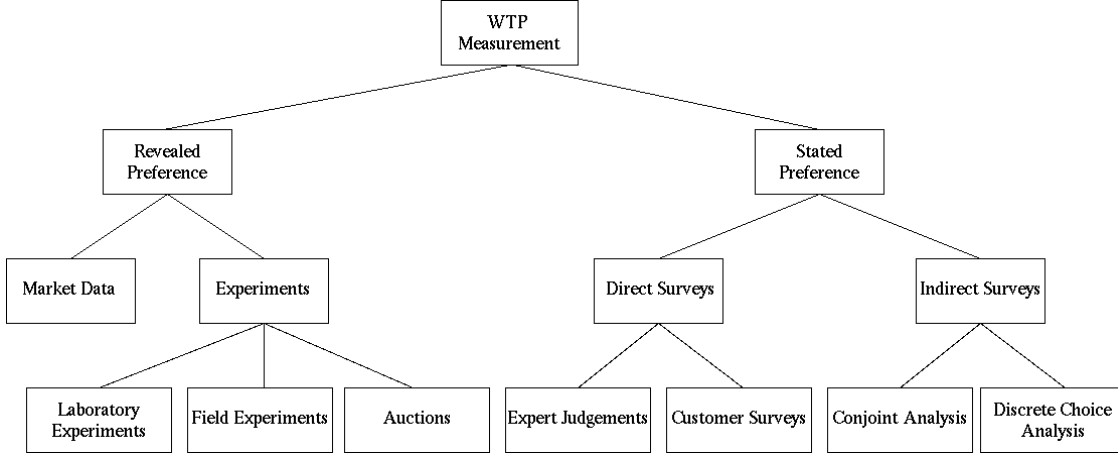 WTP
Measurement
Revealed
Preference
Stated
Preference
Market Data
Experiments
Direct Surveys
Indirect Surveys
Laboratory
Experiments
Field Experiments
Auctions
Expert Judgements
Customer Surveys
Conjoint Analysis
Discrete Choice
Analysis